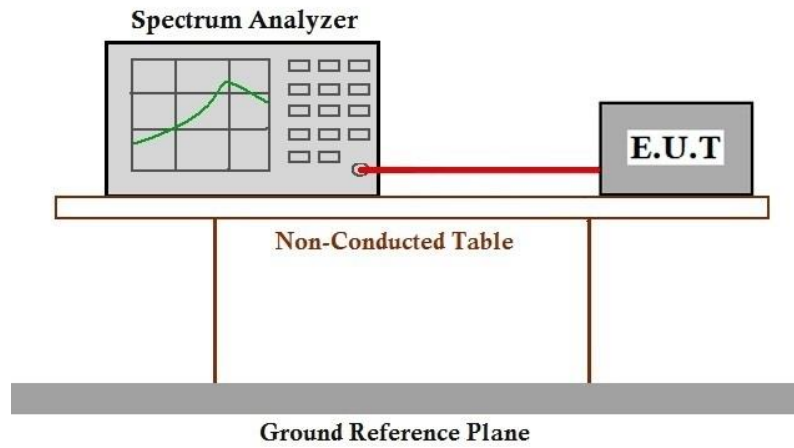 Spectrum Analyzer
E.U.T
Non-Conducted Table
Ground Reference Plane